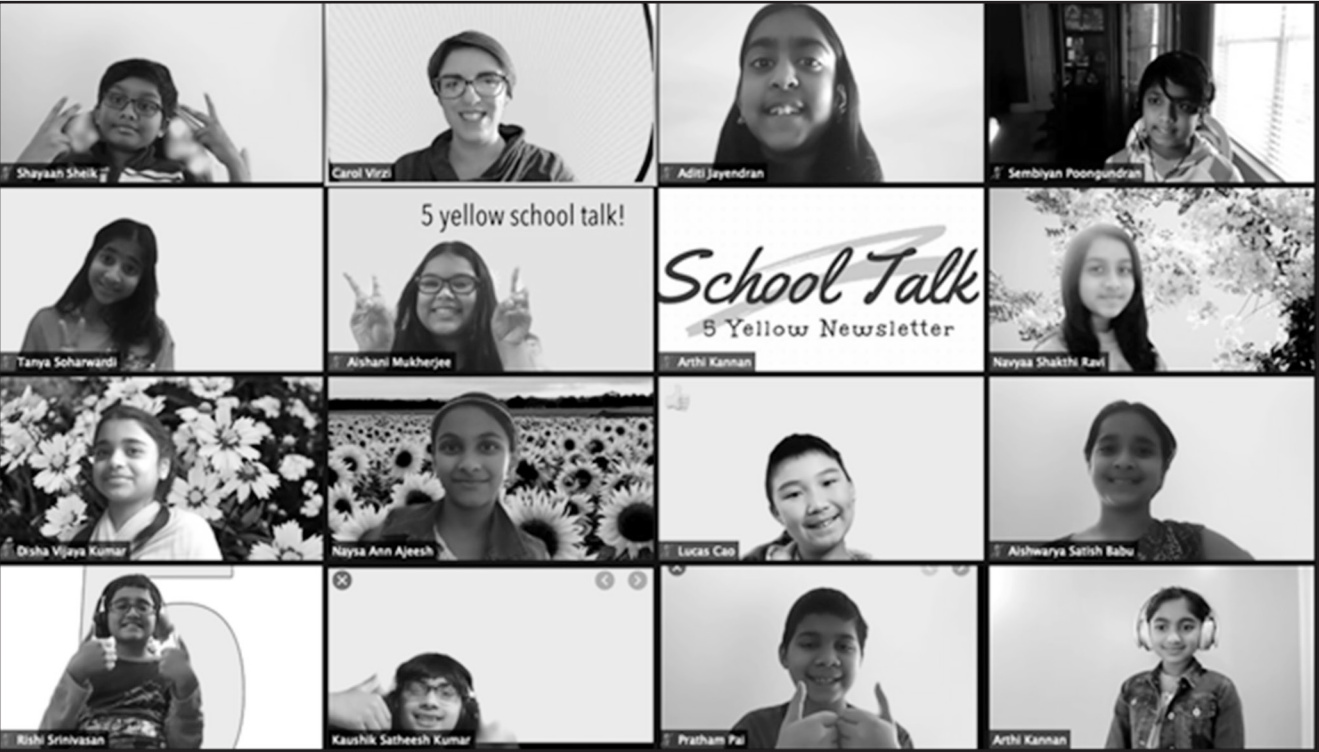 Shayaan Sheik
Carol Virzi
Aditi Jayendran
Sembiyan Poongundran
5 yellow school talk!
Tanya Soharwardi
Aishani Mukherjee
School Talk
5 Yellow Newsletter
Arthi Kannan
Navyaa Shakthi Ravi
Disha Vijaya Kumar
Naysa Ann Ajeesh
Lucas Cao
Aishwarya Satish Babu
5
Rishi Srinivasan
Kaushik Satheesh Kumar
Pratham Pai
Arthi Kannan